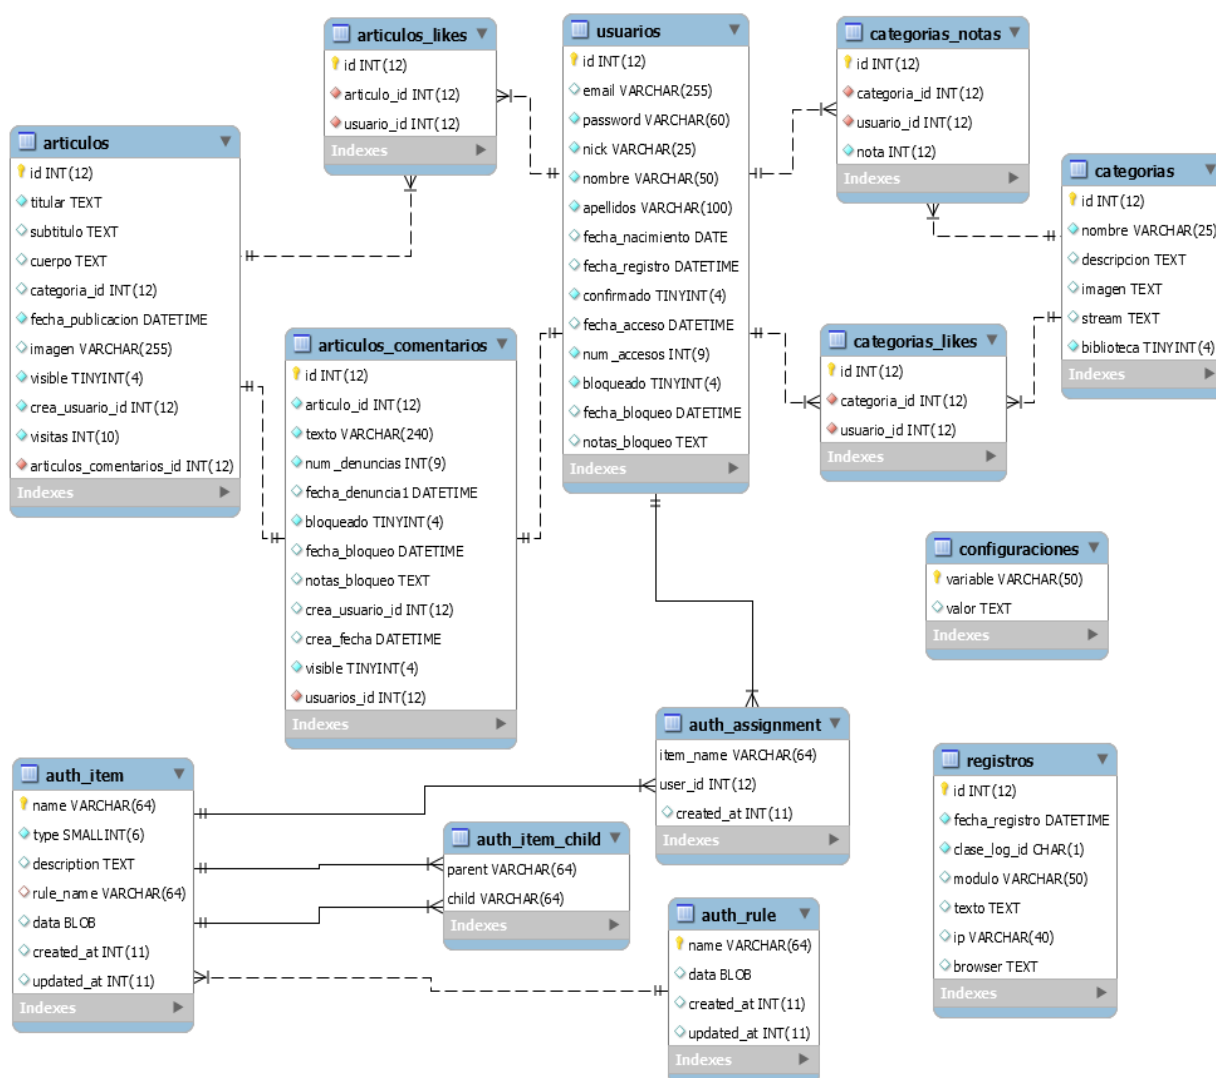 articulos_likes
id INT(12)
articulo_id INT(12)
usuario_id INT(12)
Indexes
usuarios
id INT(12)
email VARCHAR(255)
password VARCHAR(60)
nick VARCHAR(25)
nombre VARCHAR(50)
apellidos VARCHAR(100)
fecha_nacimiento DATE
fecha_registro DATETIME
confirmado TINYINT(4)
fecha_acceso DATETIME
num_accesos INT(9)
bloqueado TINYINT(4)
fecha_bloqueo DATETIME
notas_bloqueo TEXT
Indexes
categorias_notas
id INT(12)
categoria_id INT(12)
usuario_id INT(12)
nota INT(12)
Indexes
articulos
id INT(12)
titular TEXT
subtitulo TEXT
cuerpo TEXT
categoria_id INT(12)
fecha_publicacion DATETIME
imagen VARCHAR(255)
visible TINYINT(4)
crea_usuario_id INT(12)
visitas INT(10)
articulos_comentarios_id INT(12)
Indexes
categorias
id INT(12)
nombre VARCHAR(25)
descripcion TEXT
imagen TEXT
stream TEXT
biblioteca TINYINT(4)
Indexes
articulos_comentarios
id INT(12)
articulo_id INT(12)
texto VARCHAR(240)
num_denuncias INT(9)
fecha_denuncia1 DATETIME
bloqueado TINYINT(4)
fecha_bloqueo DATETIME
notas_bloqueo TEXT
crea_usuario_id INT(12)
crea_fecha DATETIME
visible TINYINT(4)
usuarios_id INT(12)
Indexes
categorias_likes
id INT(12)
categoria_id INT(12)
usuario_id INT(12)
Indexes
configuraciones
variable VARCHAR(50)
valor TEXT
Indexes
auth_assignment
item_name VARCHAR(64)
user_id INT(12)
created_at INT(11)
Indexes
auth_item
name VARCHAR(64)
type SMALLINT(6)
description TEXT
rule_name VARCHAR(64)
data BLOB
created_at INT(11)
updated_at INT(11)
Indexes
auth_item_child
parent VARCHAR(64)
child VARCHAR(64)
Indexes
auth_rule
name VARCHAR(64)
data BLOB
created_at INT(11)
updated_at INT(11)
Indexes
registros
id INT(12)
fecha_registro DATETIME
clase_log_id CHAR(1)
modulo VARCHAR(50)
texto TEXT
ip VARCHAR(40)
browser TEXT
Indexes